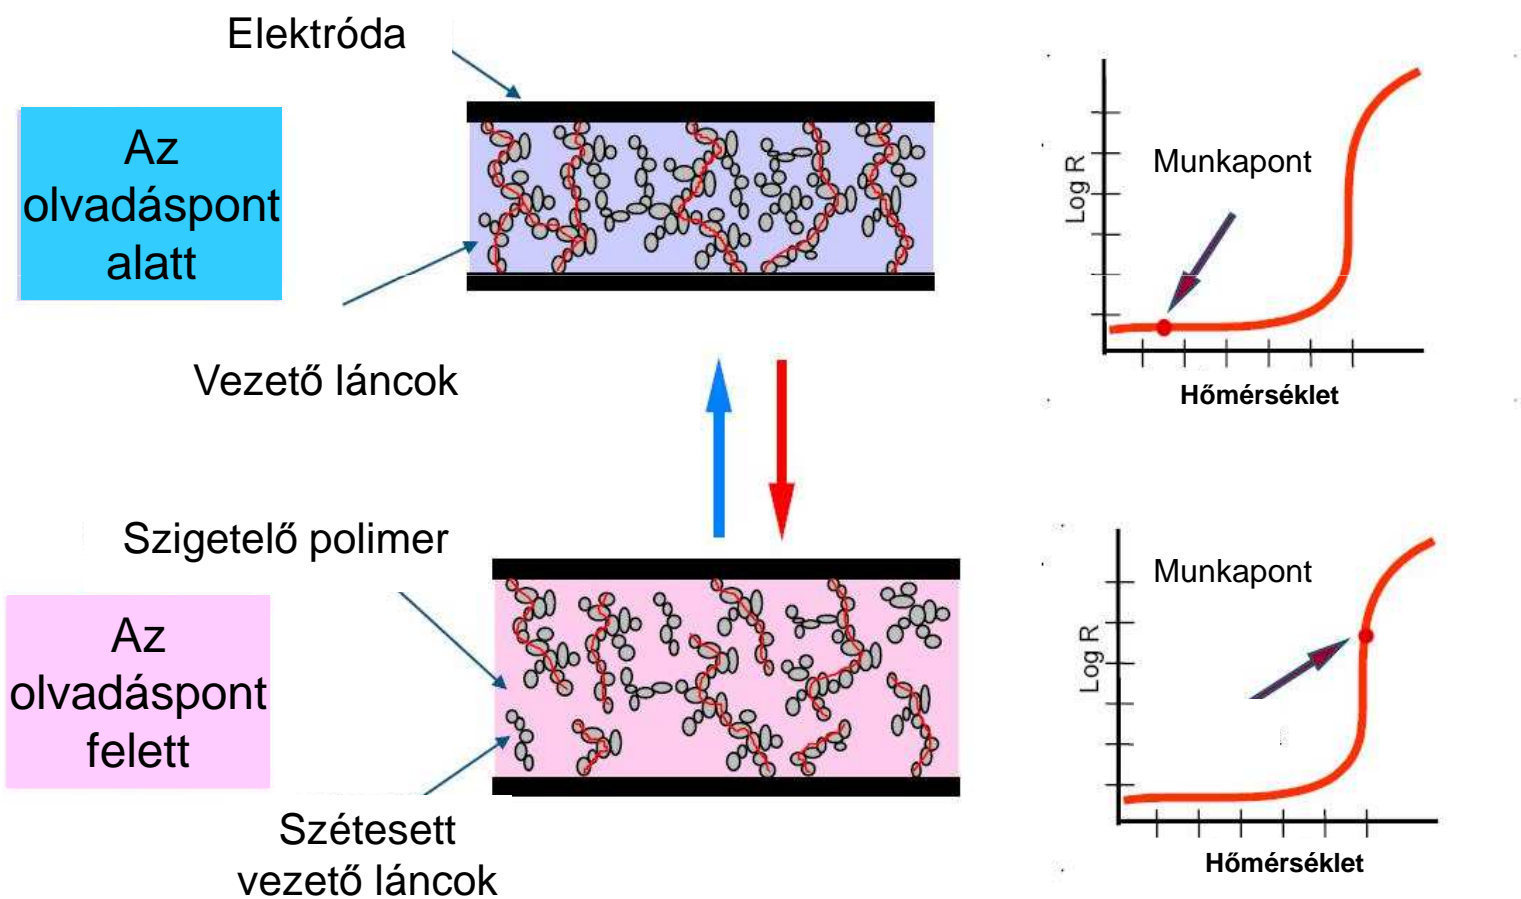 Elektróda
Az
olvadáspont
alatt
Vezető láncok
Log R
Munkapont
Hőmérséklet
Szigetelő polimer
Az
olvadáspont
felett
Szétesett
vezető láncok
Log R
Munkapont
Hőmérséklet